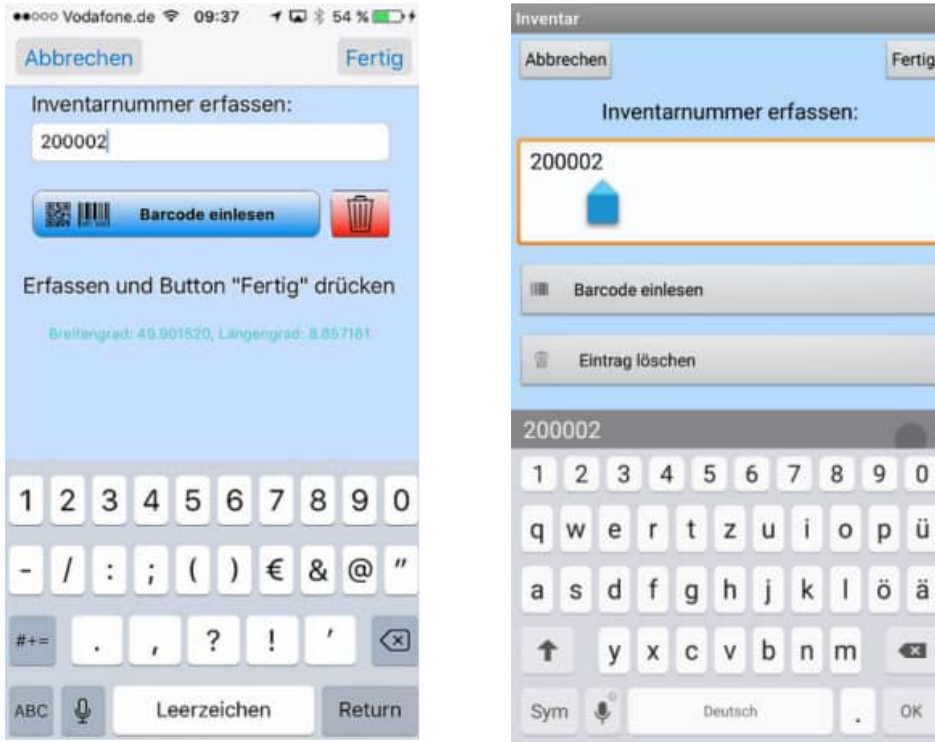 Vodafone.de 09:37 54 %
Abbrechen Fertig
Inventarnummer erfassen:
200002
Barcode einlesen
Erfassen und Button "Fertig" drücken
Breitengrad: 49.901520, Längengrad: 8.857161
1 2 3 4 5 6 7 8 9 0
- / : ; ( ) € & @ "
#+= . , ? ! '
ABC Leerzeichen Return
Inventar
Abbrechen Fertig
Inventarnummer erfassen:
200002
Barcode einlesen
Eintrag löschen
200002
1 2 3 4 5 6 7 8 9 0
q w e r t z u i o p ü
a s d f g h j k l ö ä
y x c v b n m
Sym Deutsch . OK